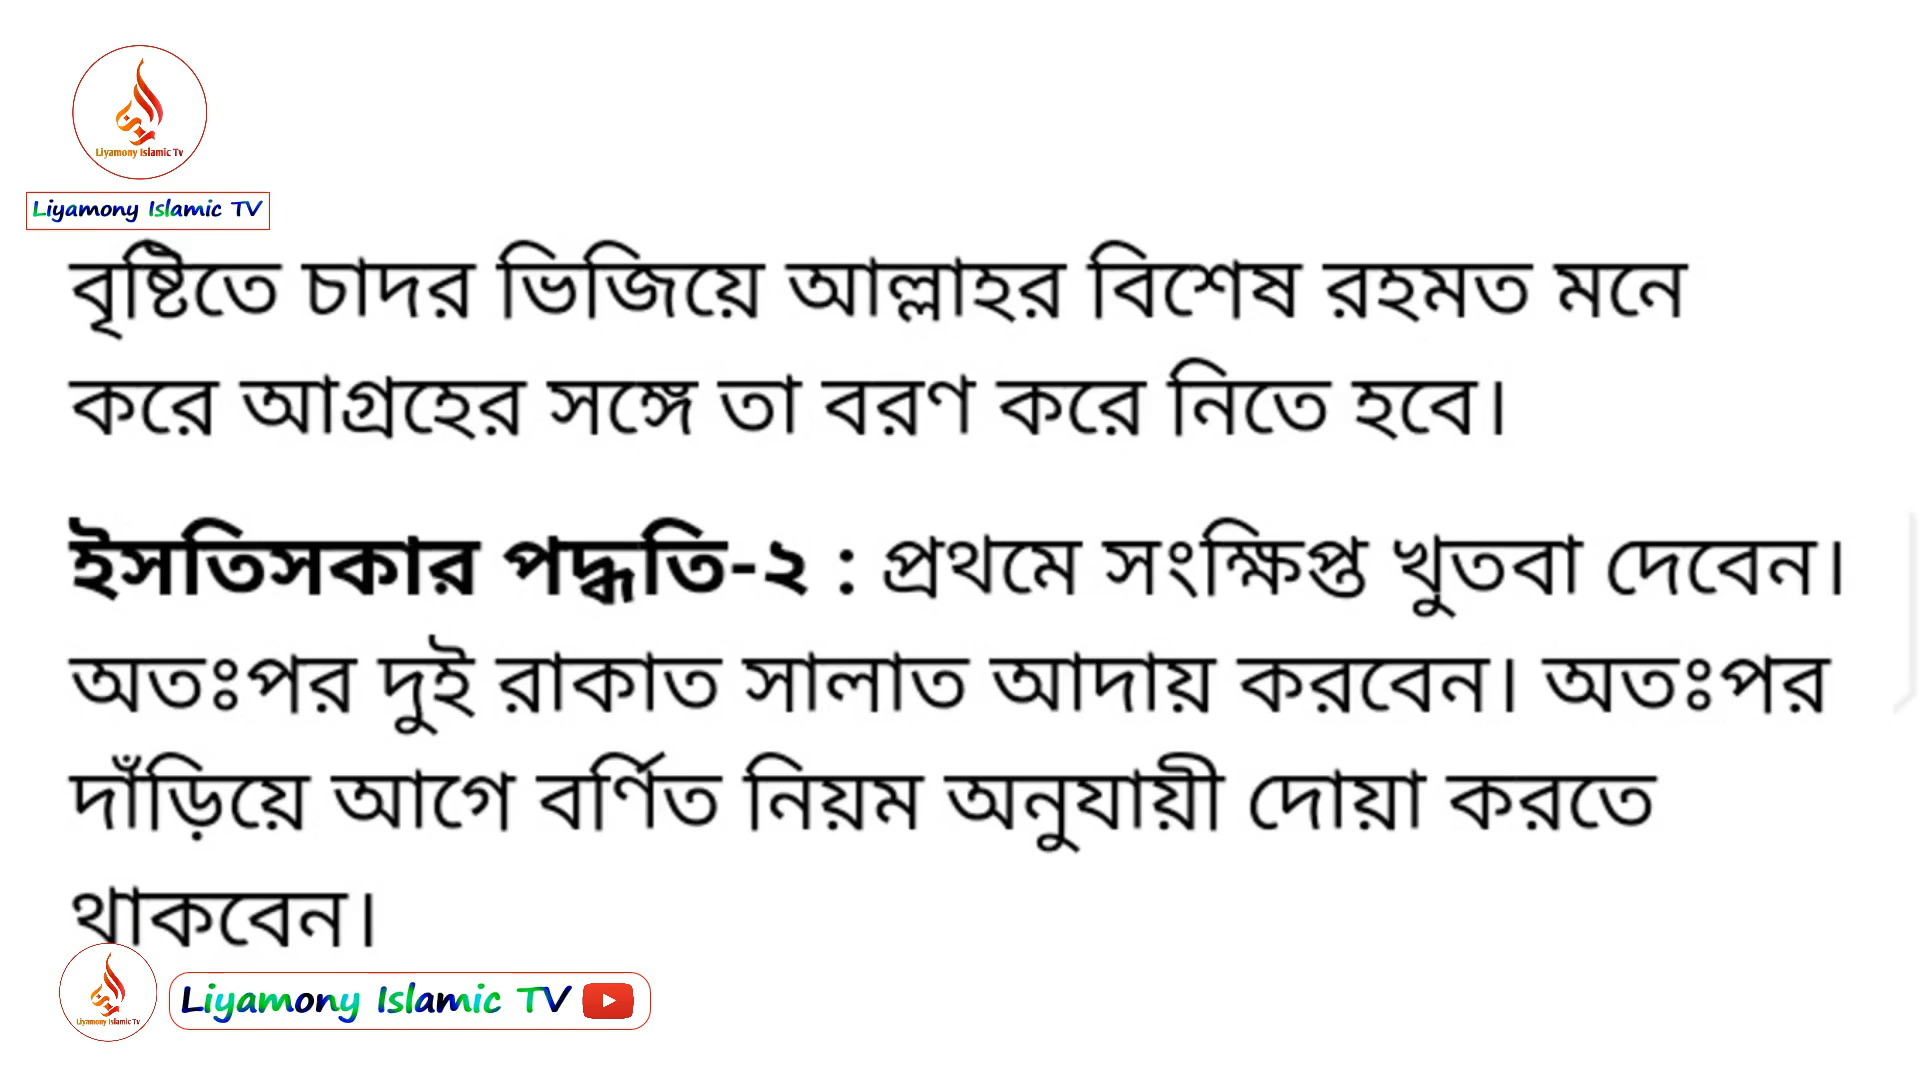 Liyamony Islamic Tv
Liyamony Islamic TV
বৃষ্টিতে চাদর ভিজিয়ে আল্লাহর বিশেষ রহমত মনে
করে আগ্রহের সঙ্গে তা বরণ করে নিতে হবে।
ইসতিসকার পদ্ধতি-২ : প্রথমে সংক্ষিপ্ত খুতবা দেবেন।
অতঃপর দুই রাকাত সালাত আদায় করবেন। অতঃপর
দাঁড়িয়ে আগে বর্ণিত নিয়ম অনুযায়ী দোয়া করতে
থাকবেন।
Liyamony Islamic Tv
Liyamony Islamic TV